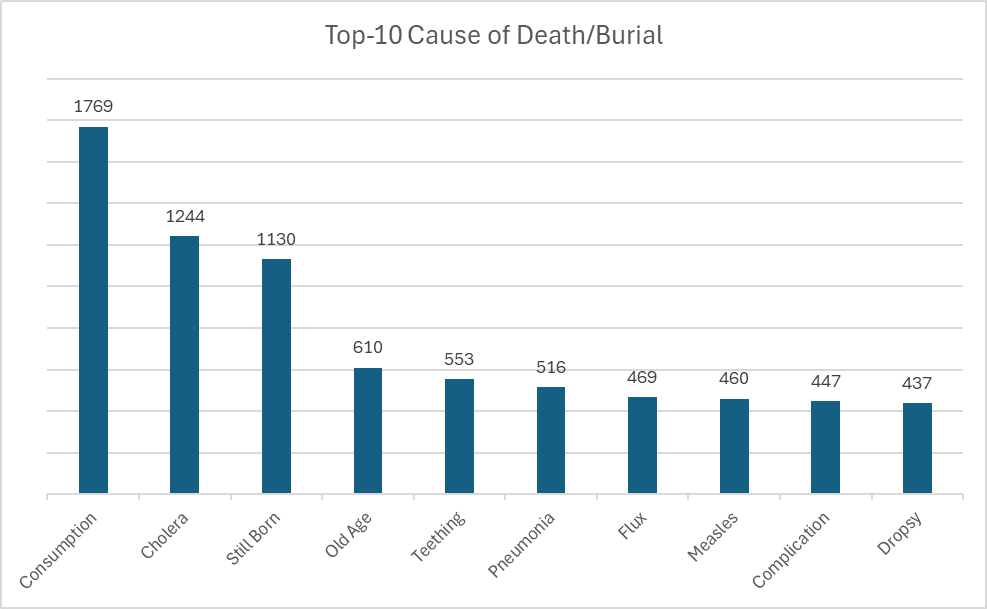 Top-10 Cause of Death/Burial
1769
1244
1130
610
553
516
469
460
447
437
Consumption
Cholera
Still Born
Old Age
Teething
Pneumonia
Flux
Measles
Complication
Dropsy